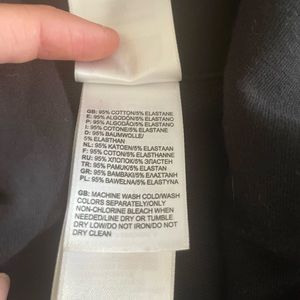 GB: 95% COTTON/5% ELASTANE
E: 95% ALGODÓN/5% ELASTANO
P: 95% ALGODÃO/5% ELASTANO
I: 95% COTONE/5% ELASTAN
D: 95% BAUMWOLLE/
5% ELASTHAN
NL: 95% KATOEN/5% ELASTAAN
F: 95% COTON/5% ELASTHANNE
RU: 95% ХЛОПОК/5% ЭЛАСТАН
TR: 95% PAMUK/5% ELASTAN
GR: 95% ΒΑΜΒΑΚΙ/5% ΕΛΑΣΤΑΝΗ
PL: 95% BAWEŁNA/5% ELASTYNA
GB: MACHINE WASH COLD/WASH
COLORS SEPARATELY/ONLY
NON-CHLORINE BLEACH WHEN
NEEDED/LINE DRY OR TUMBLE
DRY LOW/DO NOT IRON/DO NOT
DRY CLEAN